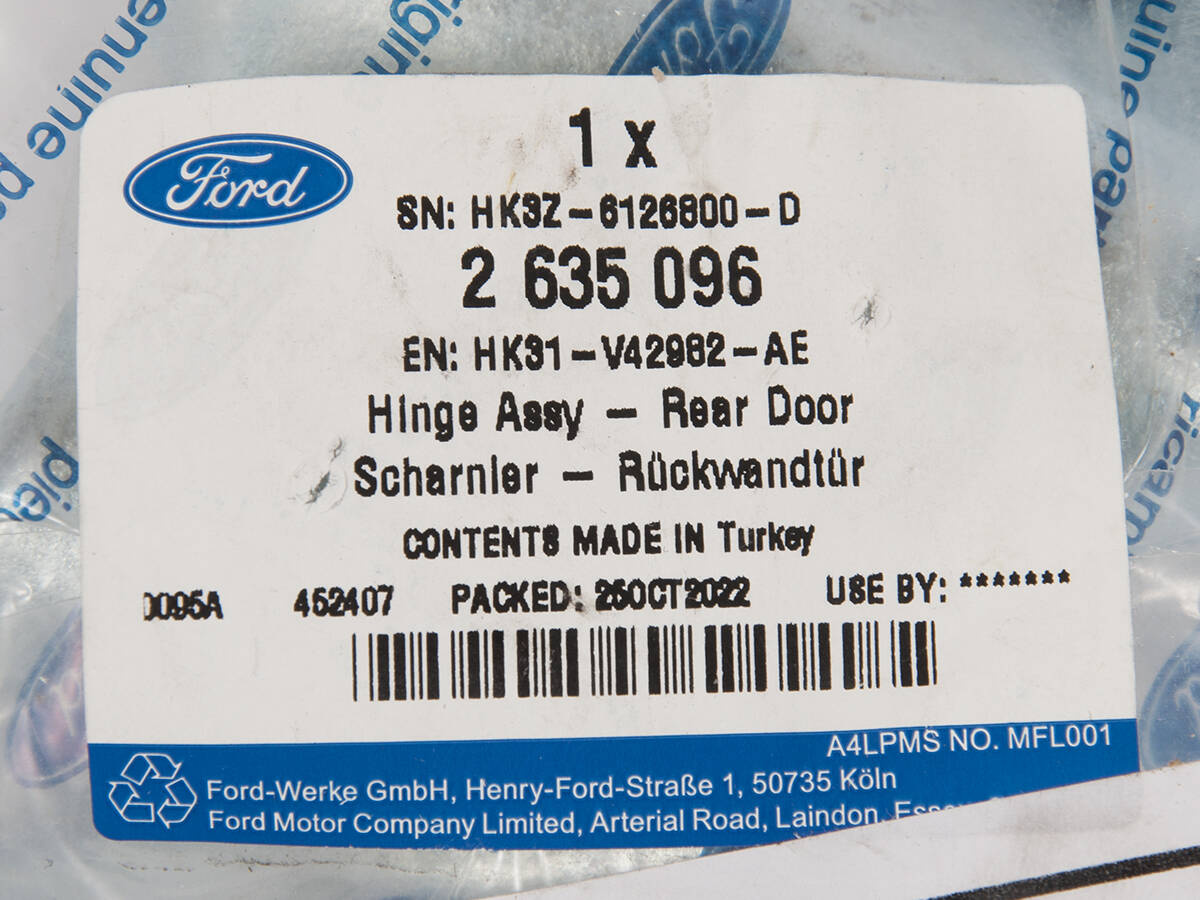 Ford
1 x
SN: HK3Z-6126800-D
2 635 096
EN: HK31-V42982-AE
Hinge Assy - Rear Door
Scharnier - Rückwandtür
CONTENTS MADE IN Turkey
0095A 452407 PACKED: 25OCT2022 USE BY: *******
A4LPMS NO. MFL001
Ford-Werke GmbH, Henry-Ford-Straße 1, 50735 Köln
Ford Motor Company Limited, Arterial Road, Laindon,